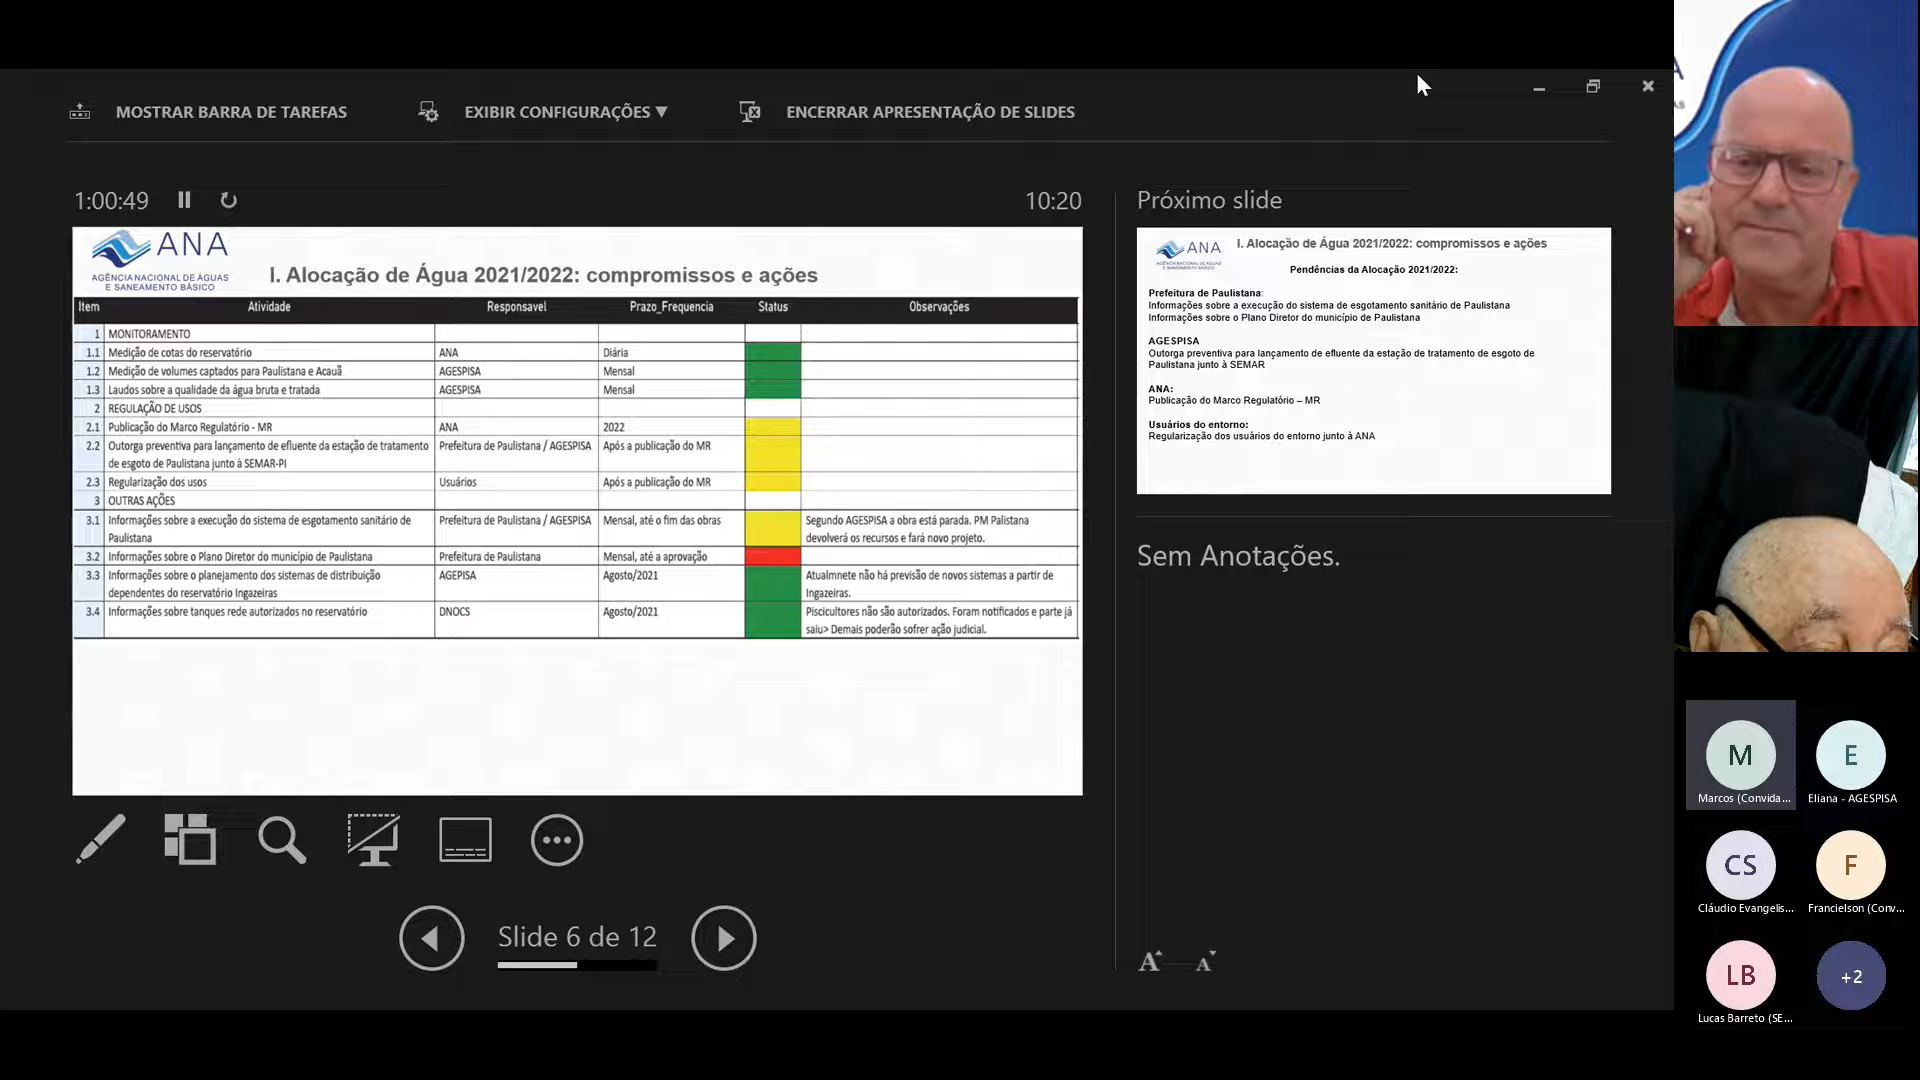 MOSTRAR BARRA DE TAREFAS
EXIBIR CONFIGURAÇÕES ▼
ENCERRAR APRESENTAÇÃO DE SLIDES
1:00:49
10:20
ANA
AGÊNCIA NACIONAL DE ÁGUAS
E SANEAMENTO BÁSICO
I. Alocação de Água 2021/2022: compromissos e ações
Item Atividade Responsavel Prazo_Frequencia Status Observações
1 MONITORAMENTO
1.1 Medição de cotas do reservatório ANA Diária
1.2 Medição de volumes captados para Paulistana e Acauã AGESPISA Mensal
1.3 Laudos sobre a qualidade da água bruta e tratada AGESPISA Mensal
2 REGULAÇÃO DE USOS
2.1 Publicação do Marco Regulatório - MR ANA 2022
2.2 Outorga preventiva para lançamento de efluente da estação de tratamento Prefeitura de Paulistana / AGESPISA Após a publicação do MR
de esgoto de Paulistana junto à SEMAR-PI
2.3 Regularização dos usos Usuários Após a publicação do MR
3 OUTRAS AÇÕES
3.1 Informações sobre a execução do sistema de esgotamento sanitário de Prefeitura de Paulistana / AGESPISA Mensal, até o fim das obras Segundo AGESPISA a obra está parada. PM Palistana
Paulistana devolverá os recursos e fará novo projeto.
3.2 Informações sobre o Plano Diretor do município de Paulistana Prefeitura de Paulistana Mensal, até a aprovação
3.3 Informações sobre o planejamento dos sistemas de distribuição AGEPISA Agosto/2021 Atualmnete não há previsão de novos sistemas a partir de
dependentes do reservatório Ingazeiras Ingazeiras.
3.4 Informações sobre tanques rede autorizados no reservatório DNOCS Agosto/2021 Piscicultores não são autorizados. Foram notificados e parte já
saiu> Demais poderão sofrer ação judicial.
Slide 6 de 12
Próximo slide
ANA
AGÊNCIA NACIONAL DE ÁGUAS
E SANEAMENTO BÁSICO
I. Alocação de Água 2021/2022: compromissos e ações
Pendências da Alocação 2021/2022:
Prefeitura de Paulistana:
Informações sobre a execução do sistema de esgotamento sanitário de Paulistana
Informações sobre o Plano Diretor do município de Paulistana
AGESPISA
Outorga preventiva para lançamento de efluente da estação de tratamento de esgoto de
Paulistana junto à SEMAR
ANA:
Publicação do Marco Regulatório – MR
Usuários do entorno:
Regularização dos usuários do entorno junto à ANA
Sem Anotações.
A A
M
Marcos (Convida...
E
Eliana - AGESPISA
CS
Cláudio Evangelis...
F
Francielson (Conv...
LB
Lucas Barreto (SE...
+2